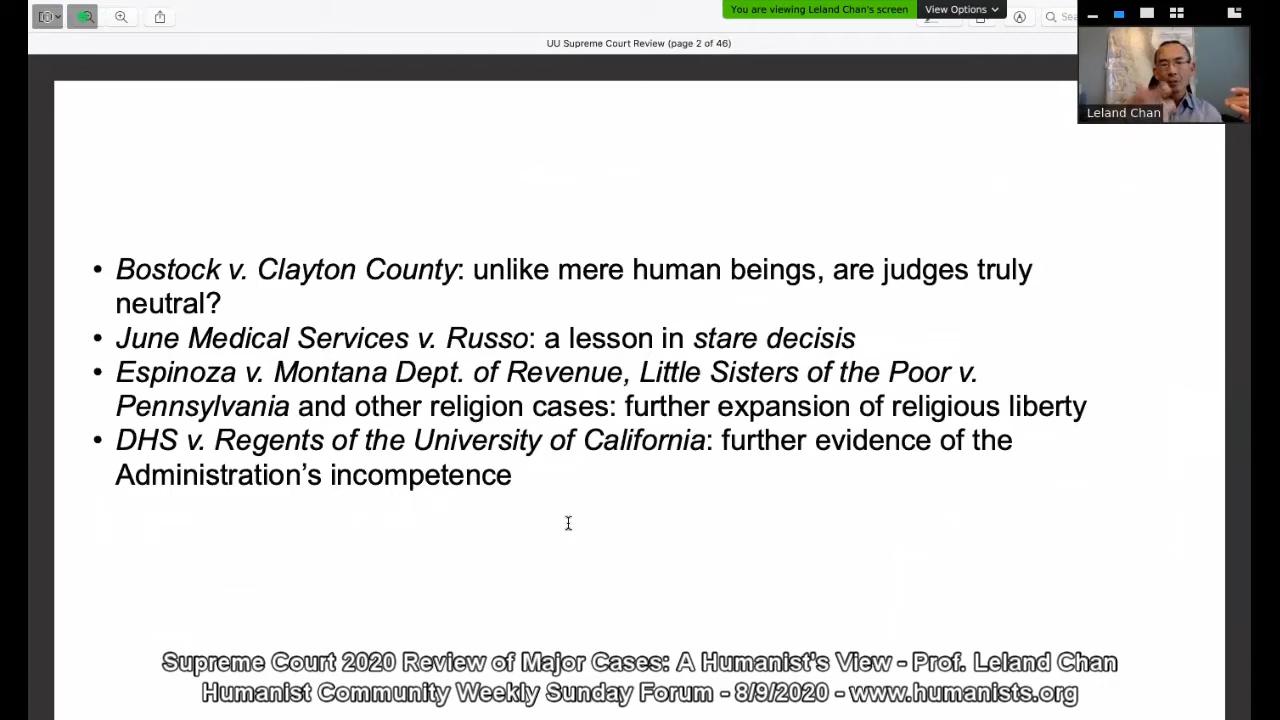 You are viewing Leland Chan's screen
View Options
UU Supreme Court Review (page 2 of 46)
Leland Chan
• Bostock v. Clayton County: unlike mere human beings, are judges truly
neutral?
• June Medical Services v. Russo: a lesson in stare decisis
• Espinoza v. Montana Dept. of Revenue, Little Sisters of the Poor v.
Pennsylvania and other religion cases: further expansion of religious liberty
• DHS v. Regents of the University of California: further evidence of the
Administration's incompetence
Supreme Court 2020 Review of Major Cases: A Humanist's View - Prof. Leland Chan
Humanist Community Weekly Sunday Forum - 8/9/2020 - www.humanists.org